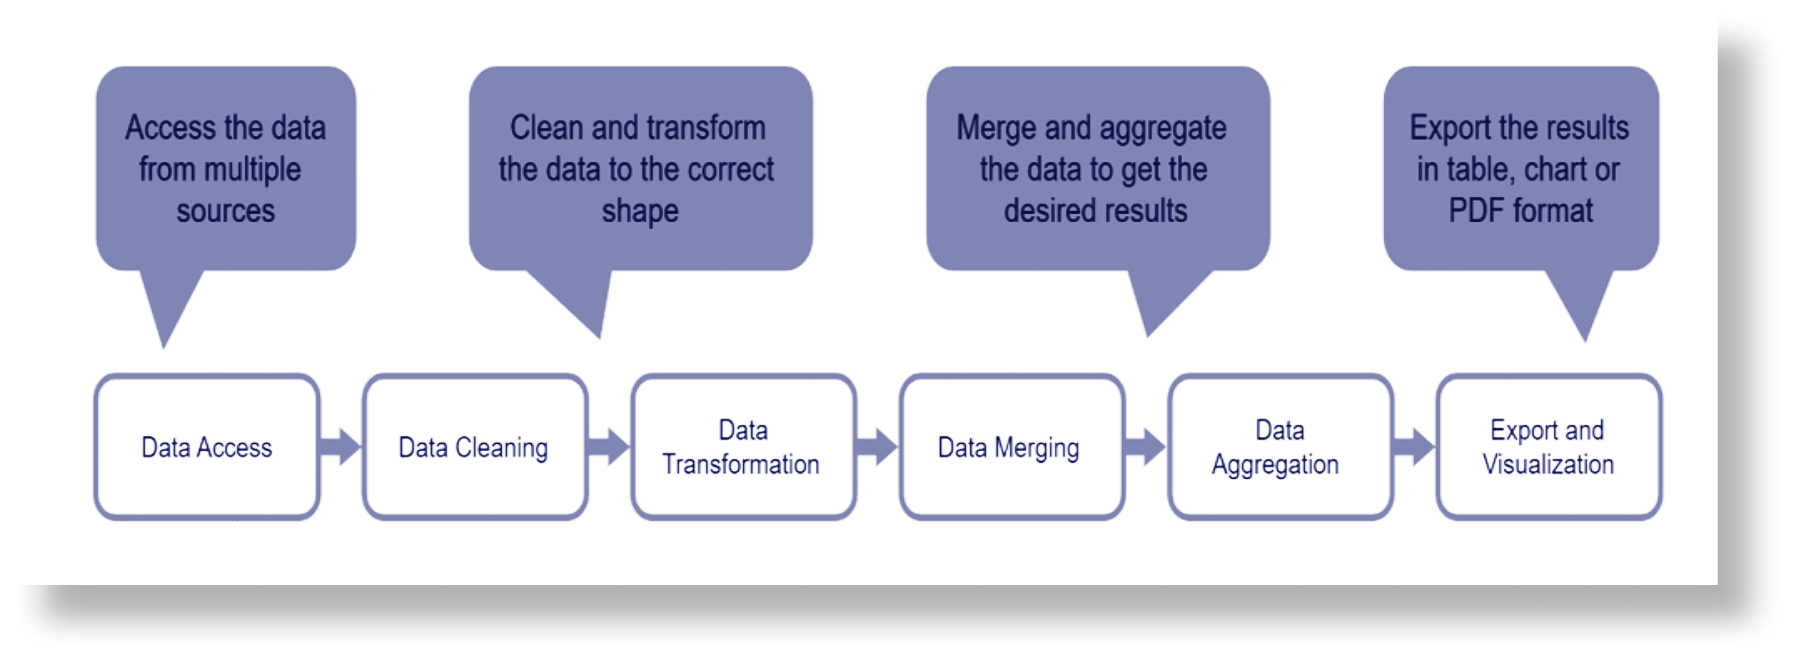 Access the data
from multiple
sources
Clean and transform
the data to the correct
shape
Merge and aggregate
the data to get the
desired results
Export the results
in table, chart or
PDF format
Data Access
Data Cleaning
Data
Transformation
Data Merging
Data
Aggregation
Export and
Visualization